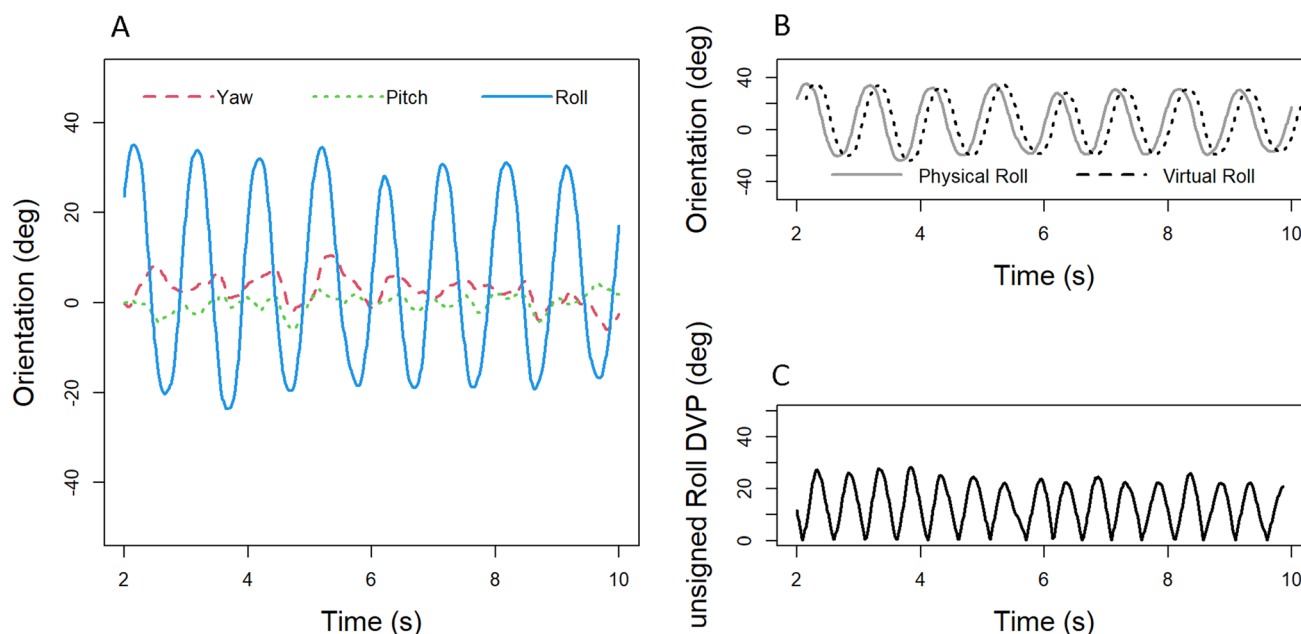 A
Yaw Pitch Roll
Orientation (deg)
40
20
0
-20
-40
2 4 6 8 10
Time (s)
B
Orientation (deg)
40
0
-40
Physical Roll Virtual Roll
2 4 6 8 10
Time (s)
C
unsigned Roll DVP (deg)
40
20
0
2 4 6 8 10
Time (s)